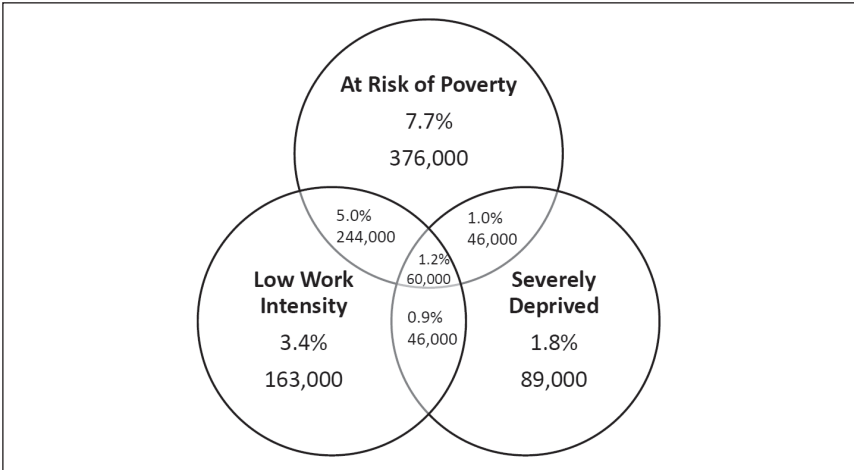 At Risk of Poverty
7.7%
376,000
5.0%
244,000
1.0%
46,000
1.2%
60,000
Low Work
Intensity
3.4%
163,000
0.9%
46,000
Severely
Deprived
1.8%
89,000